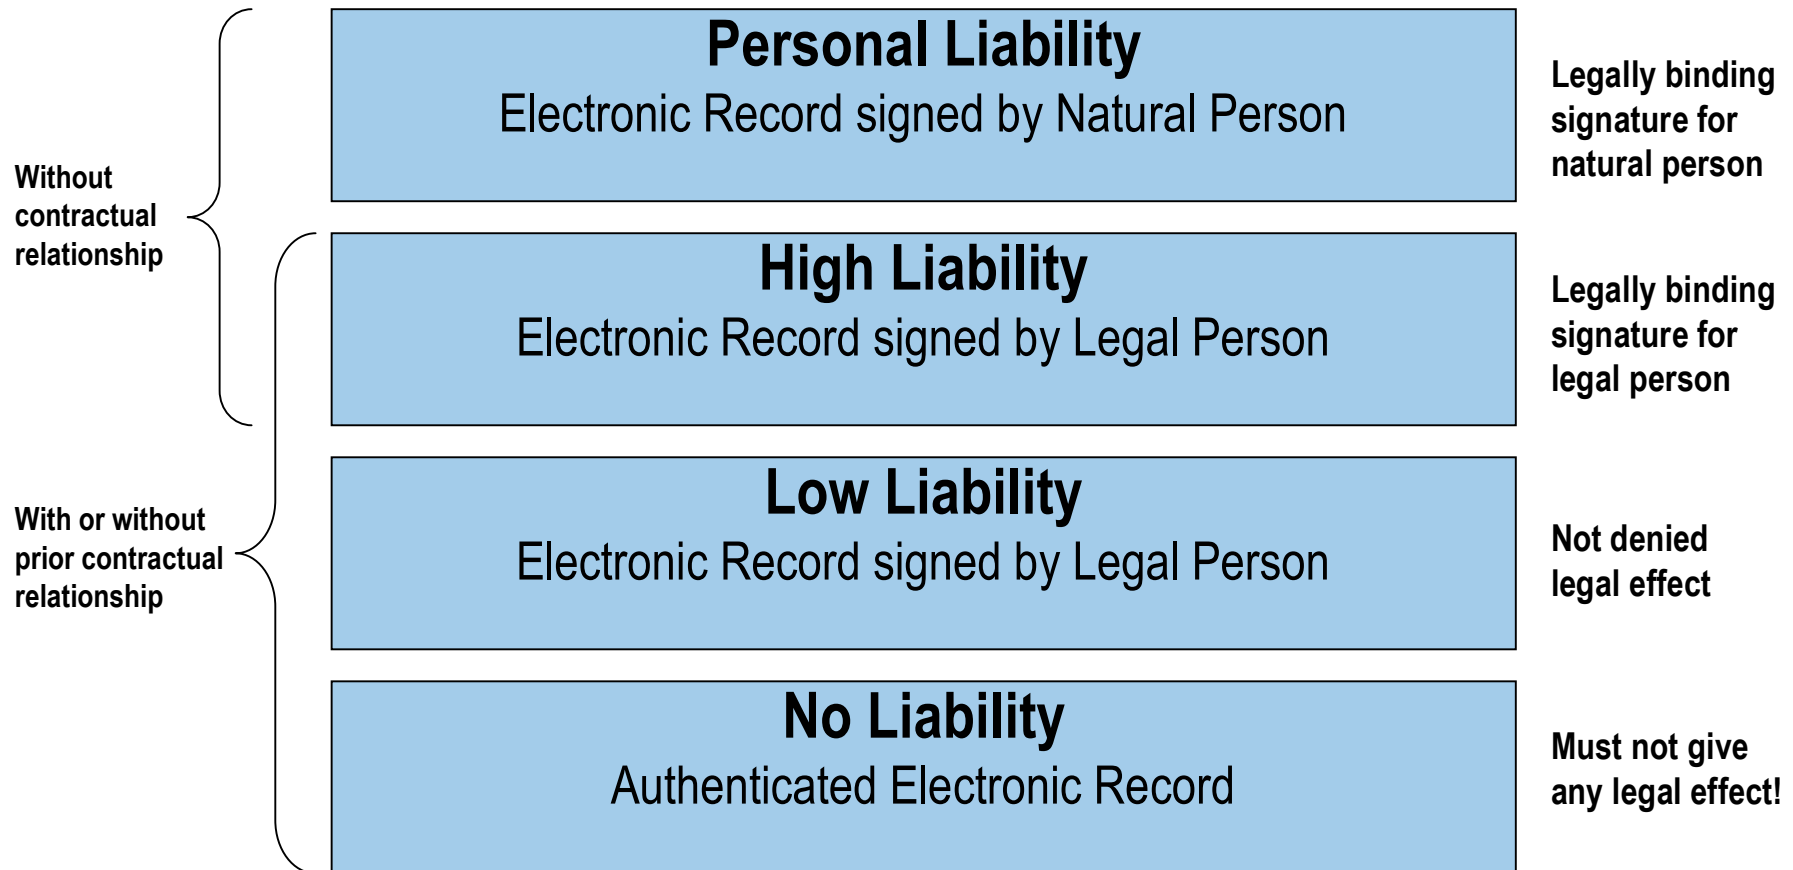 Personal Liability
Electronic Record signed by Natural Person
Legally binding
signature for
natural person
Without
contractual
relationship
High Liability
Electronic Record signed by Legal Person
Legally binding
signature for
legal person
Low Liability
Electronic Record signed by Legal Person
With or without
prior contractual
relationship
Not denied
legal effect
No Liability
Authenticated Electronic Record
Must not give
any legal effect!